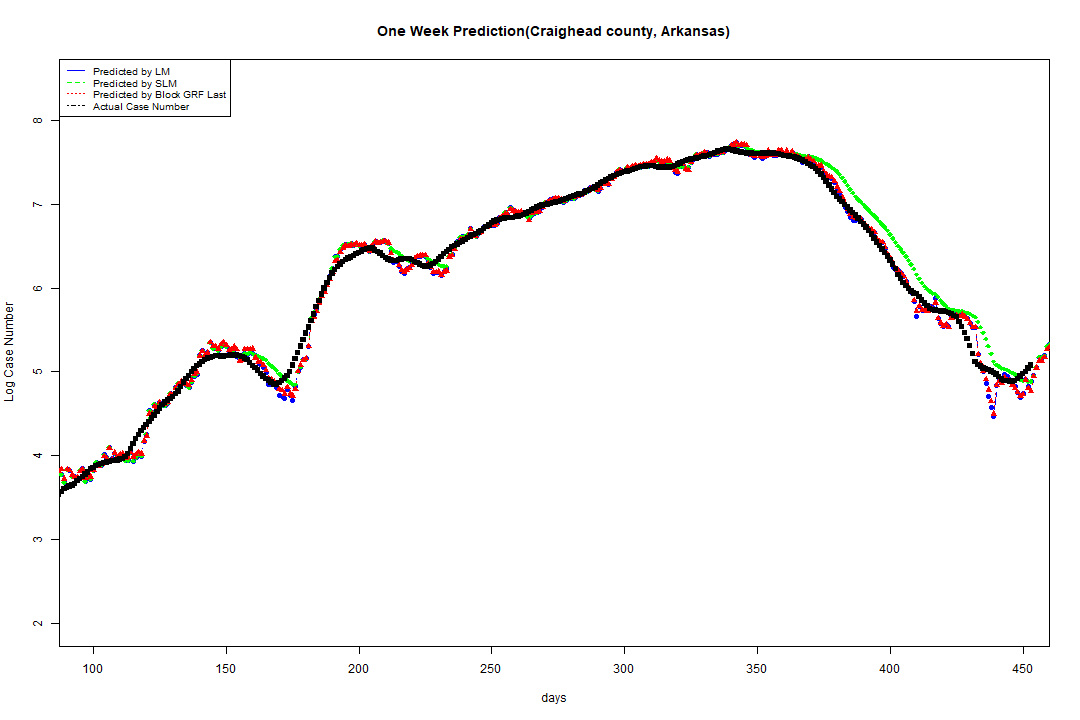 One Week Prediction(Craighead county, Arkansas)
Predicted by LM
Predicted by SLM
Predicted by Block GRF Last
Actual Case Number
8
7
6
5
4
3
2
Log Case Number
100 150 200 250 300 350 400 450
days